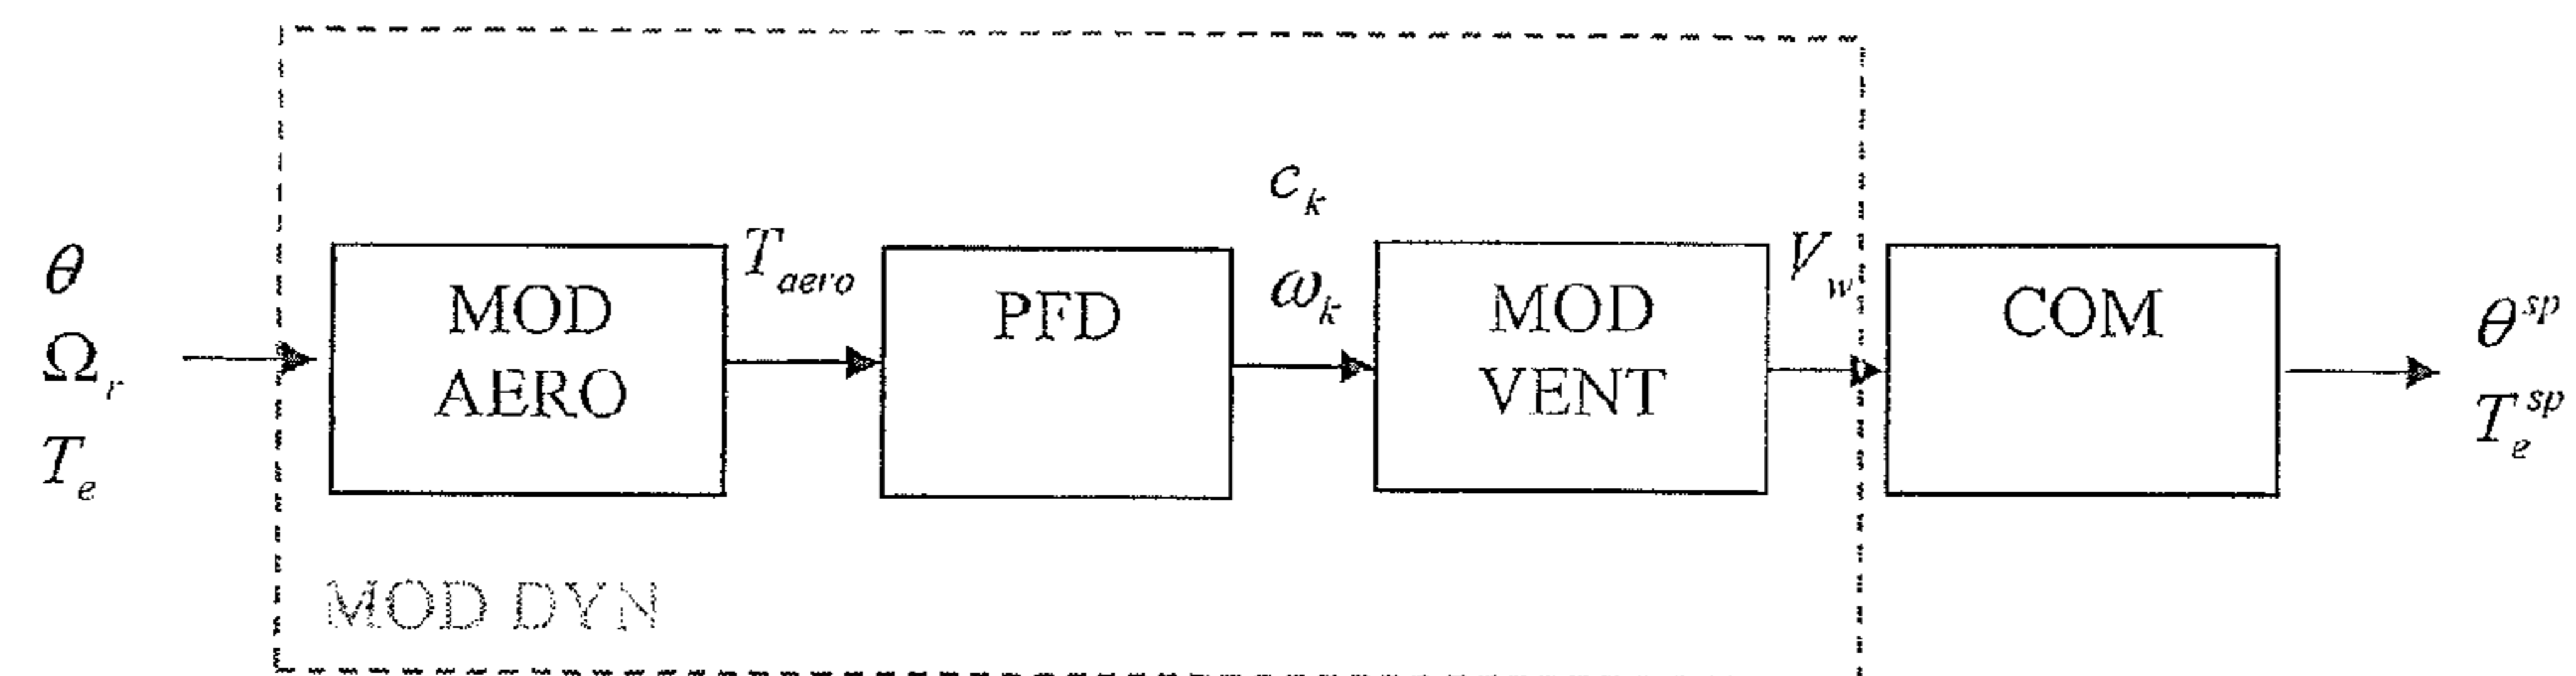 θ
Ω_r
T_e
MOD
AERO
T_aero
PFD
c_k
ω_k
MOD
VENT
V_w
COM
θ^sp
T_e^sp
MOD DYN